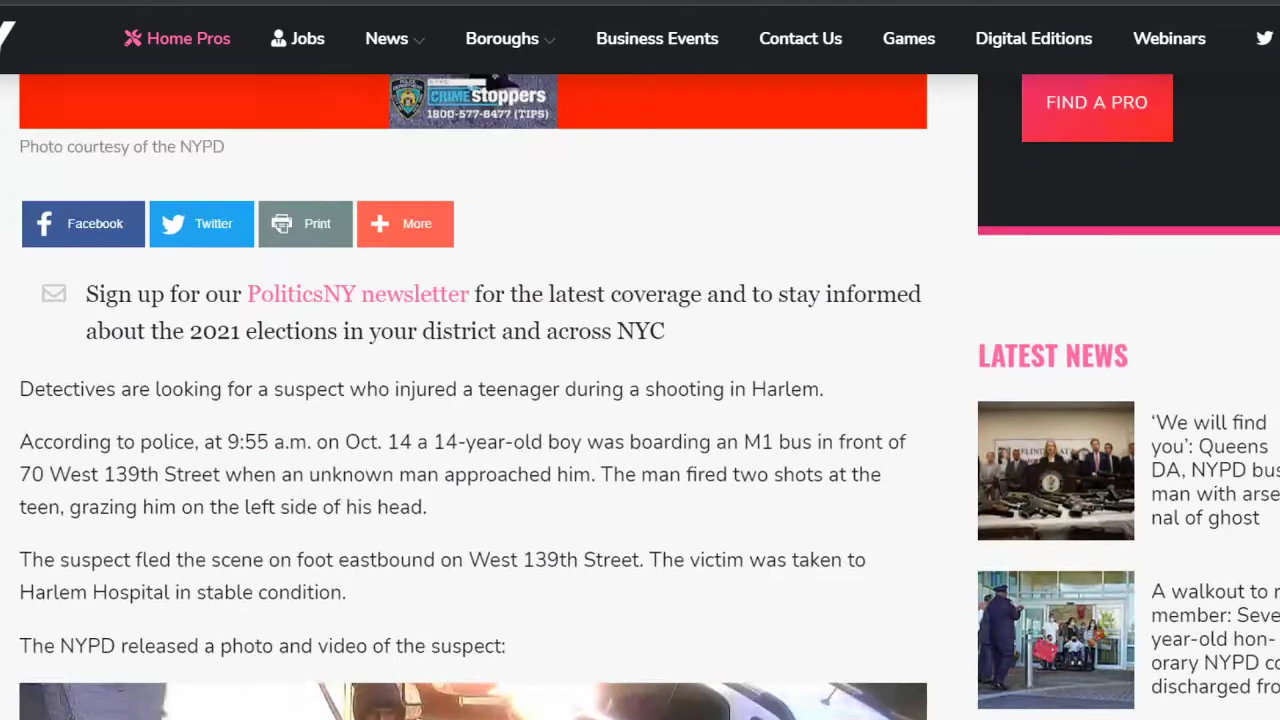 Home Pros
Jobs
News
Boroughs
Business Events
Contact Us
Games
Digital Editions
Webinars
CRIMEStoppers
1800-577-8477 (TIPS)
FIND A PRO
Photo courtesy of the NYPD
Facebook
Twitter
Print
More
Sign up for our PoliticsNY newsletter for the latest coverage and to stay informed
about the 2021 elections in your district and across NYC
Detectives are looking for a suspect who injured a teenager during a shooting in Harlem.
According to police, at 9:55 a.m. on Oct. 14 a 14-year-old boy was boarding an M1 bus in front of
70 West 139th Street when an unknown man approached him. The man fired two shots at the
teen, grazing him on the left side of his head.
The suspect fled the scene on foot eastbound on West 139th Street. The victim was taken to
Harlem Hospital in stable condition.
The NYPD released a photo and video of the suspect:
LATEST NEWS
‘We will find
you’: Queens
DA, NYPD bus
man with arse
nal of ghost
A walkout to r
member: Seve
year-old hon-
orary NYPD co
discharged fro